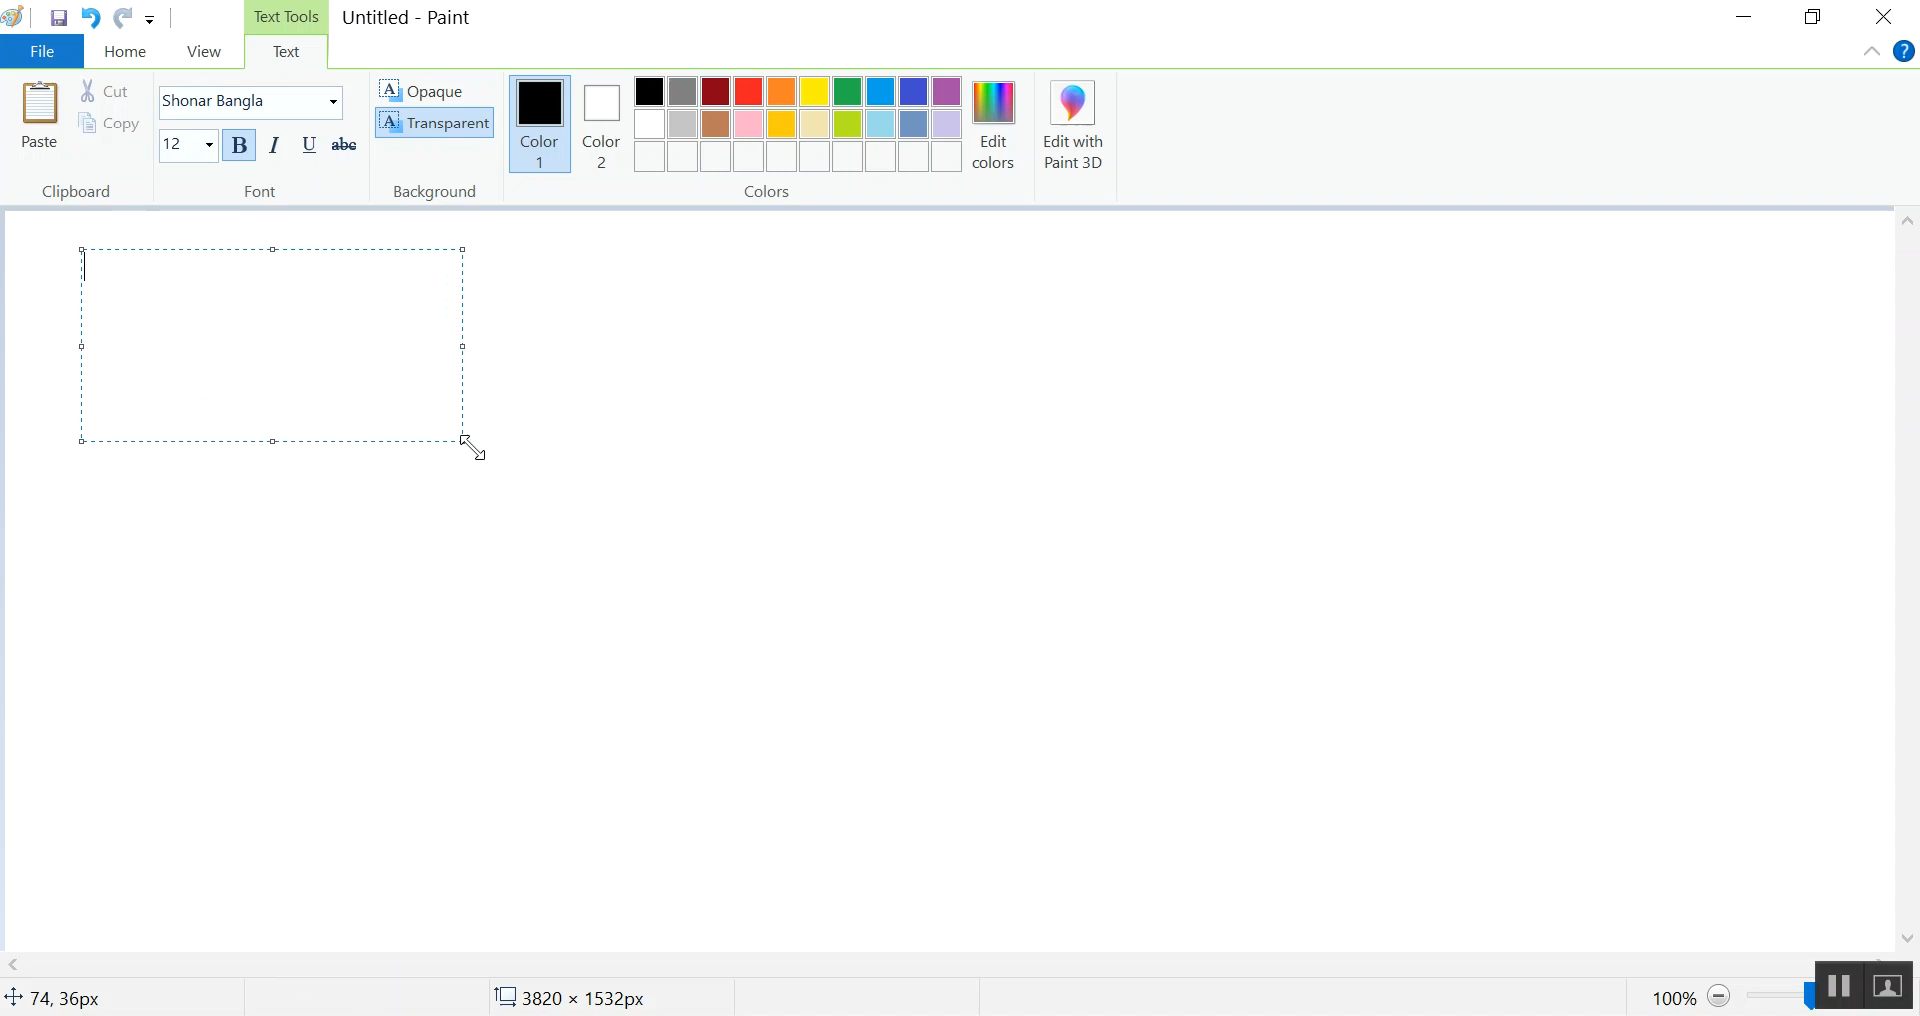 Text Tools Untitled - Paint
File Home View Text ?
Paste Cut Copy Clipboard
Shonar Bangla
12 B I U abc
Font
A Opaque
A Transparent
Background
Color 1
Color 2
Colors
Edit colors
Edit with Paint 3D
74, 36px 3820 × 1532px 100%